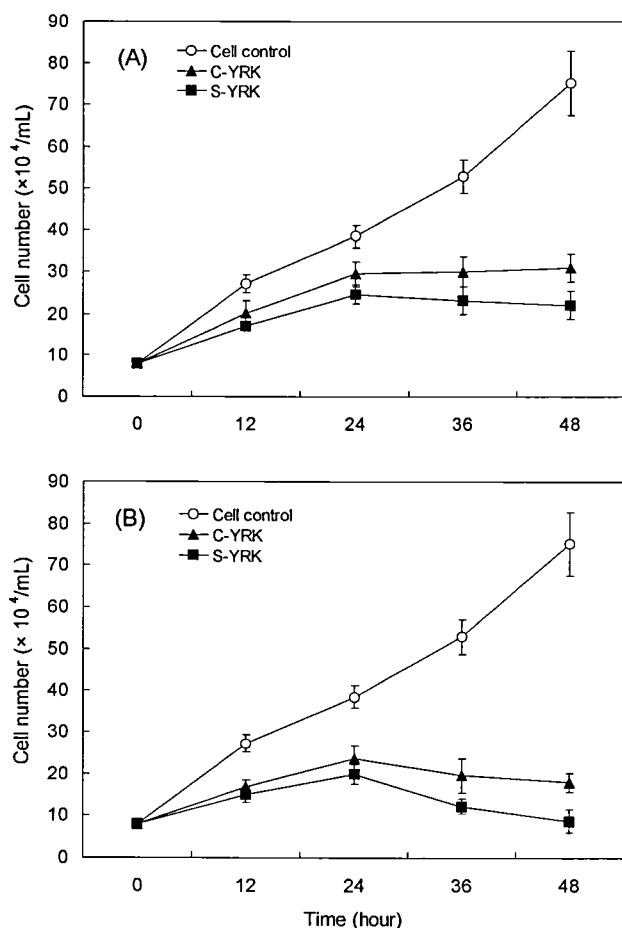 90
80
70
60
50
40
30
20
10
0
Cell number (×10⁴/mL)
(A)
Cell control
C-YRK
S-YRK
0 12 24 36 48
90
80
70
60
50
40
30
20
10
0
Cell number (× 10⁴/mL)
(B)
Cell control
C-YRK
S-YRK
0 12 24 36 48
Time (hour)